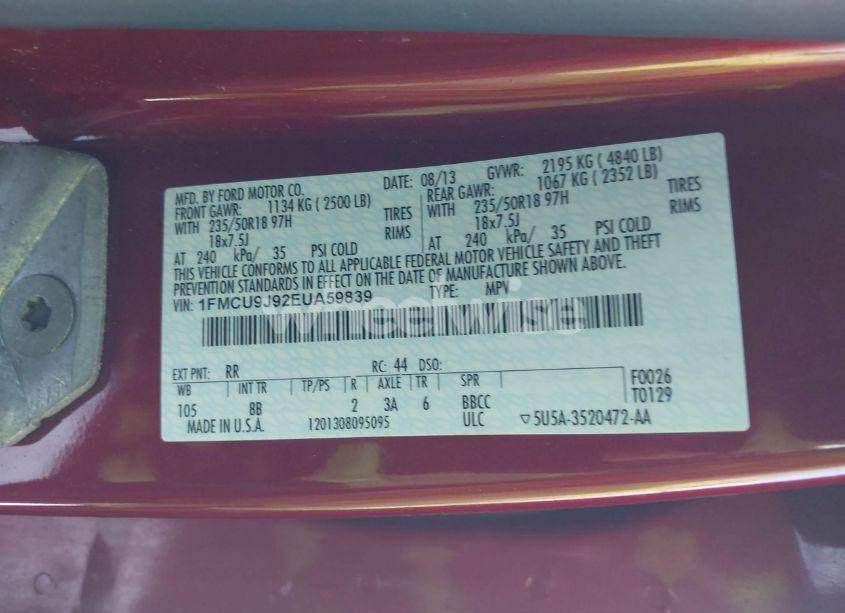 MFD. BY FORD MOTOR CO.
DATE: 08/13 GVWR: 2195 KG ( 4840 LB)
FRONT GAWR: 1134 KG ( 2500 LB)
REAR GAWR: 1067 KG ( 2352 LB)
WITH 235/50R18 97H TIRES
WITH 235/50R18 97H TIRES
18x7.5J RIMS
18x7.5J RIMS
AT 240 kPa/ 35 PSI COLD
AT 240 kPa/ 35 PSI COLD
THIS VEHICLE CONFORMS TO ALL APPLICABLE FEDERAL MOTOR VEHICLE SAFETY AND THEFT
PREVENTION STANDARDS IN EFFECT ON THE DATE OF MANUFACTURE SHOWN ABOVE.
VIN: 1FMCU9J92EUA59839 TYPE: MPV
wheelwise
EXT PNT: RR RC: 44 DSO:
WB INT TR TP/PS R AXLE TR SPR F0026
105 8B 2 3A 6 BBCC T0129
MADE IN U.S.A. 1201308095095 ULC ▽5U5A-3520472-AA